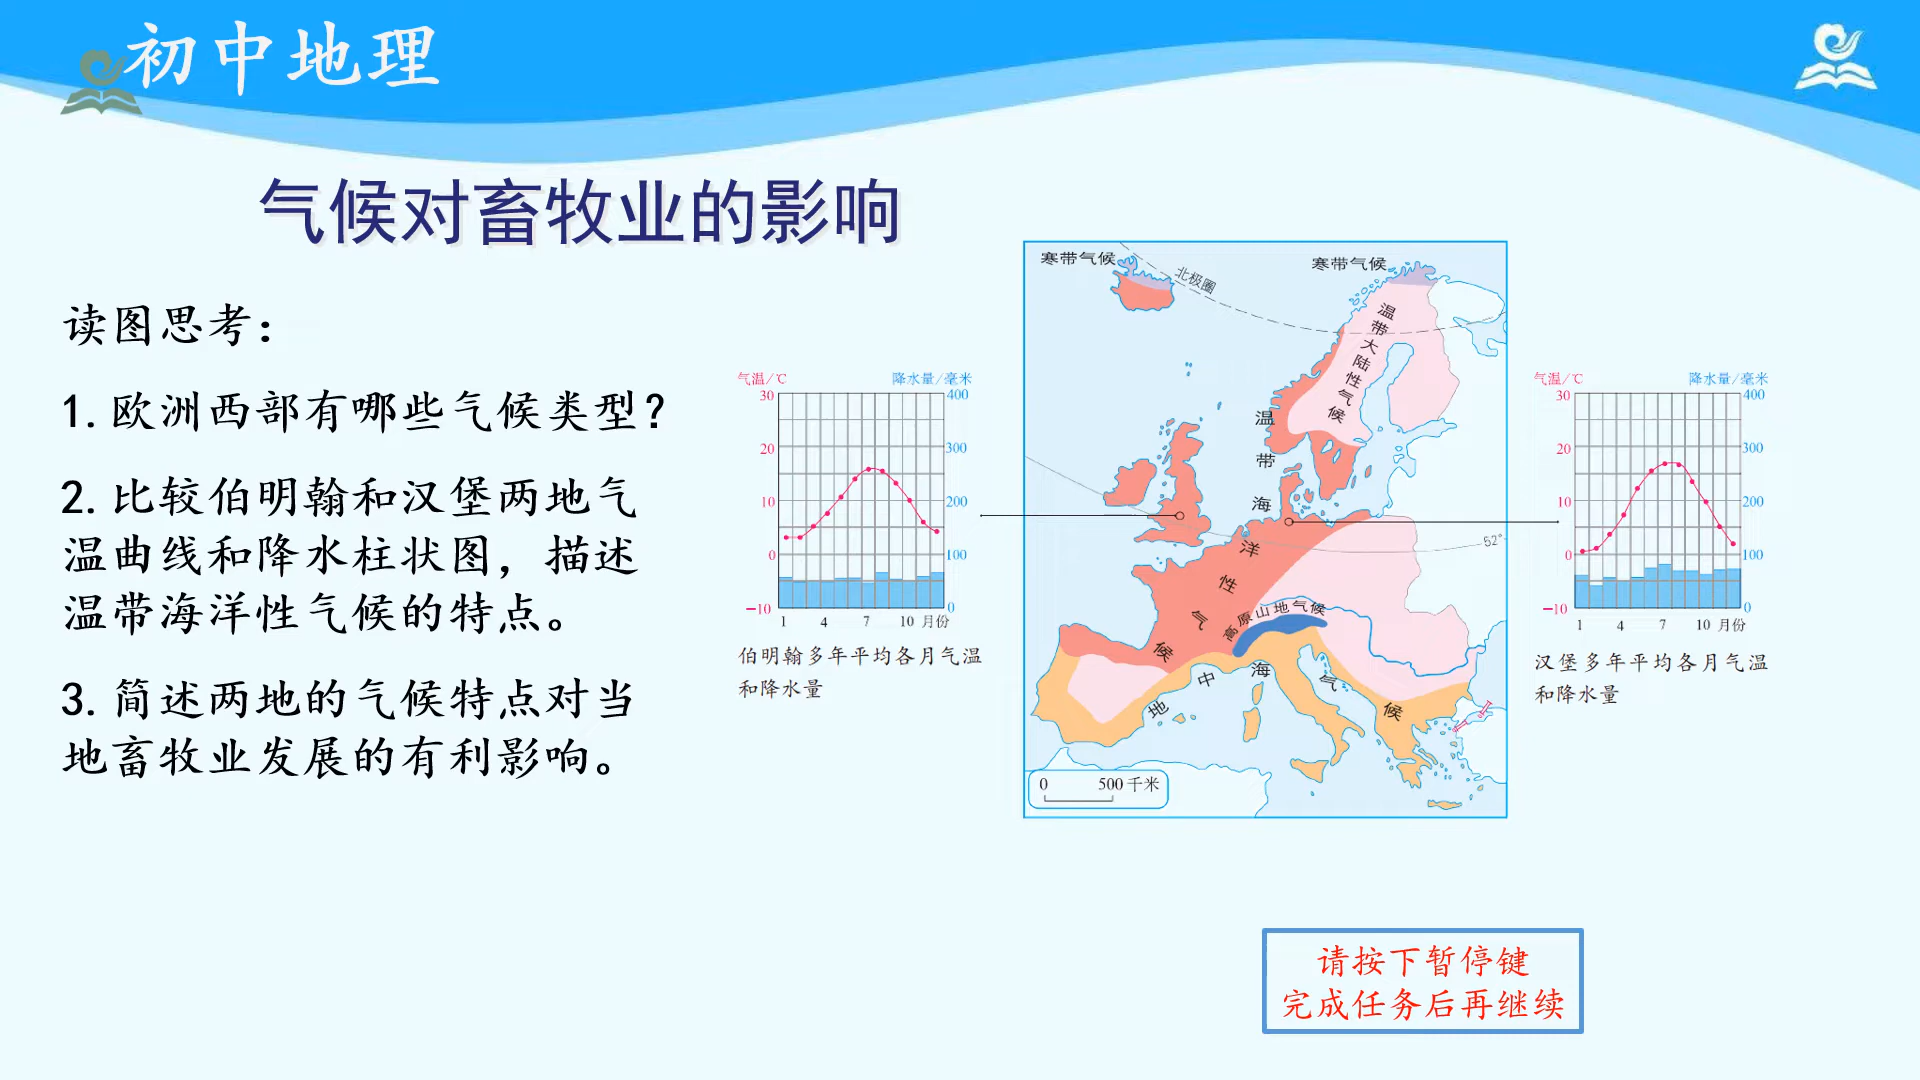 初中地理
气候对畜牧业的影响
读图思考：
1.欧洲西部有哪些气候类型？
2.比较伯明翰和汉堡两地气
温曲线和降水柱状图，描述
温带海洋性气候的特点。
3.简述两地的气候特点对当
地畜牧业发展的有利影响。
气温/℃ 降水量/毫米
30 400
20 300
10 200
0 100
-10 0
1 4 7 10 月份
伯明翰多年平均各月气温
和降水量
寒带气候
北极圈
寒带气候
温带大陆性气候
温带海洋性气候
高原山地气候
地中海气候
52°
0 500千米
气温/℃ 降水量/毫米
30 400
20 300
10 200
0 100
-10 0
1 4 7 10 月份
汉堡多年平均各月气温
和降水量
请按下暂停键
完成任务后再继续